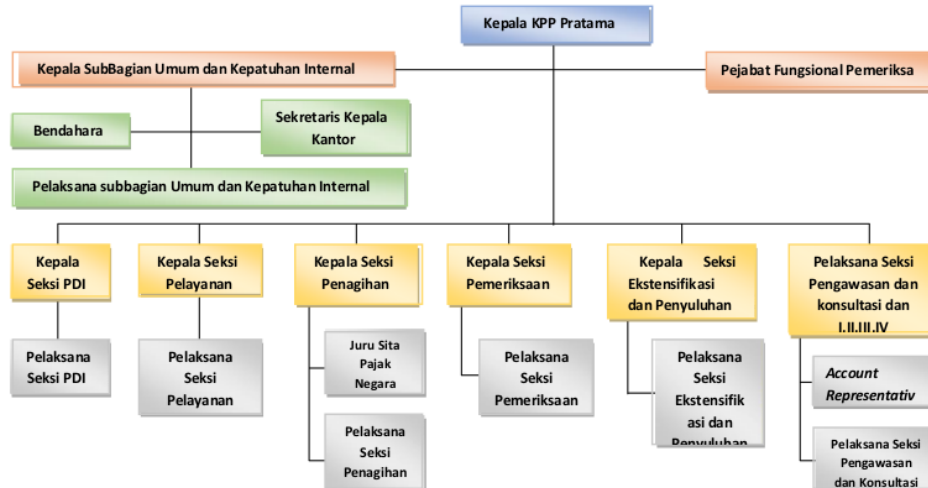 Kepala KPP Pratama
Kepala SubBagian Umum dan Kepatuhan Internal
Pejabat Fungsional Pemeriksa
Bendahara
Sekretaris Kepala
Kantor
Pelaksana subbagian Umum dan Kepatuhan Internal
Kepala
Seksi PDI
Kepala Seksi
Pelayanan
Kepala Seksi
Penagihan
Kepala Seksi
Pemeriksaan
Kepala Seksi
Ekstensifikasi
dan Penyuluhan
Pelaksana Seksi
Pengawasan dan
konsultasi dan
I.II.III.IV
Pelaksana
Seksi PDI
Pelaksana
Seksi
Pelayanan
Juru Sita
Pajak
Negara
Pelaksana
Seksi
Penagihan
Pelaksana
Seksi
Pemeriksaan
Pelaksana
Seksi
Ekstensifik
asi dan
Penyuluhan
Account
Representativ
Pelaksana Seksi
Pengawasan
dan Konsultasi